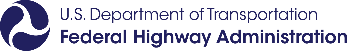 U.S. Department of Transportation
Federal Highway Administration